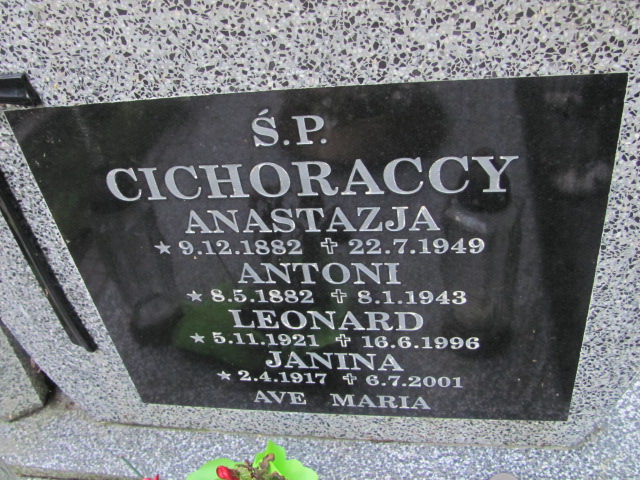 Ś.P.
CICHORACCY
ANASTAZJA
★ 9.12.1882 ✝ 22.7.1949
ANTONI
★ 8.5.1882 ✝ 8.1.1943
LEONARD
★ 5.11.1921 ✝ 16.6.1996
JANINA
★ 2.4.1917 ✝ 6.7.2001
AVE MARIA